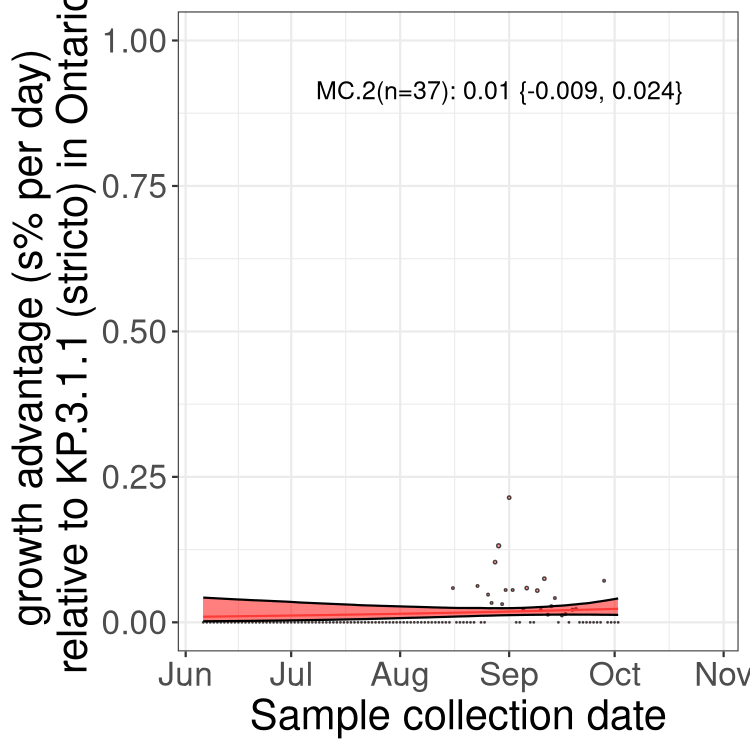 growth advantage (s% per day)
relative to KP.3.1.1 (stricto) in Ontario
1.00
0.75
0.50
0.25
0.00
MC.2(n=37): 0.01 {-0.009, 0.024}
Jun Jul Aug Sep Oct Nov
Sample collection date